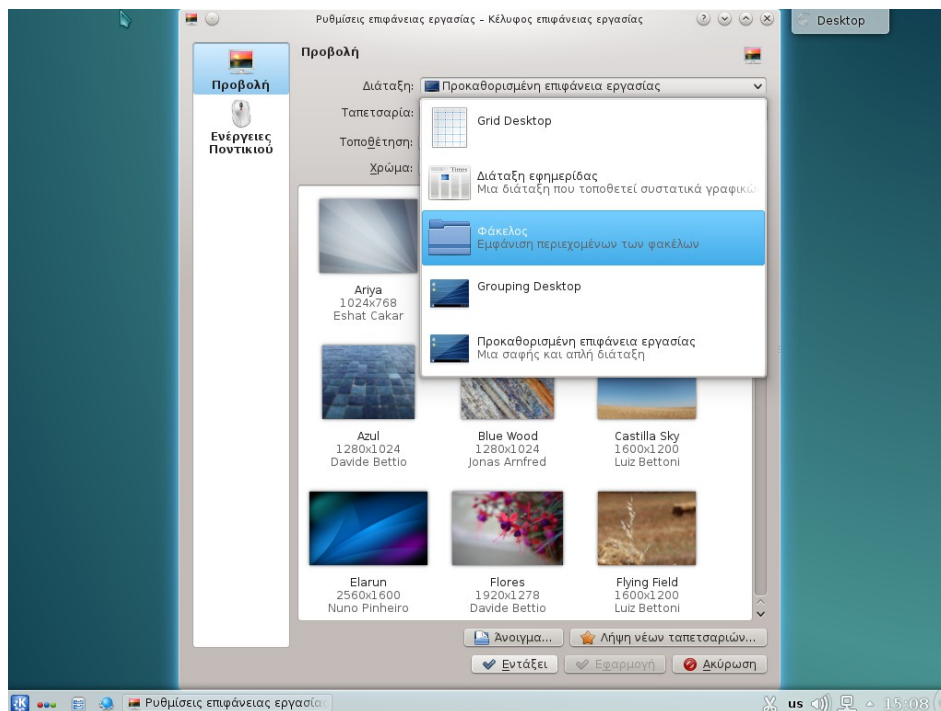 Ρυθμίσεις επιφάνειας εργασίας – Κέλυφος επιφάνειας εργασίας
Desktop
Προβολή
Ενέργειες
Ποντικιού
Προβολή
Διάταξη: Προκαθορισμένη επιφάνεια εργασίας
Ταπετσαρία:
Τοποθέτηση:
Χρώμα:
Grid Desktop
Διάταξη εφημερίδας
Μια διάταξη που τοποθετεί συστατικά
Φάκελος
Εμφάνιση περιεχομένων των φακέλων
Grouping Desktop
Προκαθορισμένη επιφάνεια εργασίας
Μια σαφής και απλή διάταξη
Ariya
1024x768
Eshat Cakar
Azul
1280x1024
Davide Bettio
Blue Wood
1280x1024
Jonas Arnfred
Castilla Sky
1600x1200
Luiz Bettoni
Elarun
2560x1600
Nuno Pinheiro
Flores
1920x1278
Davide Bettio
Flying Field
1600x1200
Luiz Bettoni
Άνοιγμα...
Λήψη νέων ταπετσαριών...
Εντάξει
Εφαρμογή
Ακύρωση
Ρυθμίσεις επιφάνειας εργασία
us
15:08